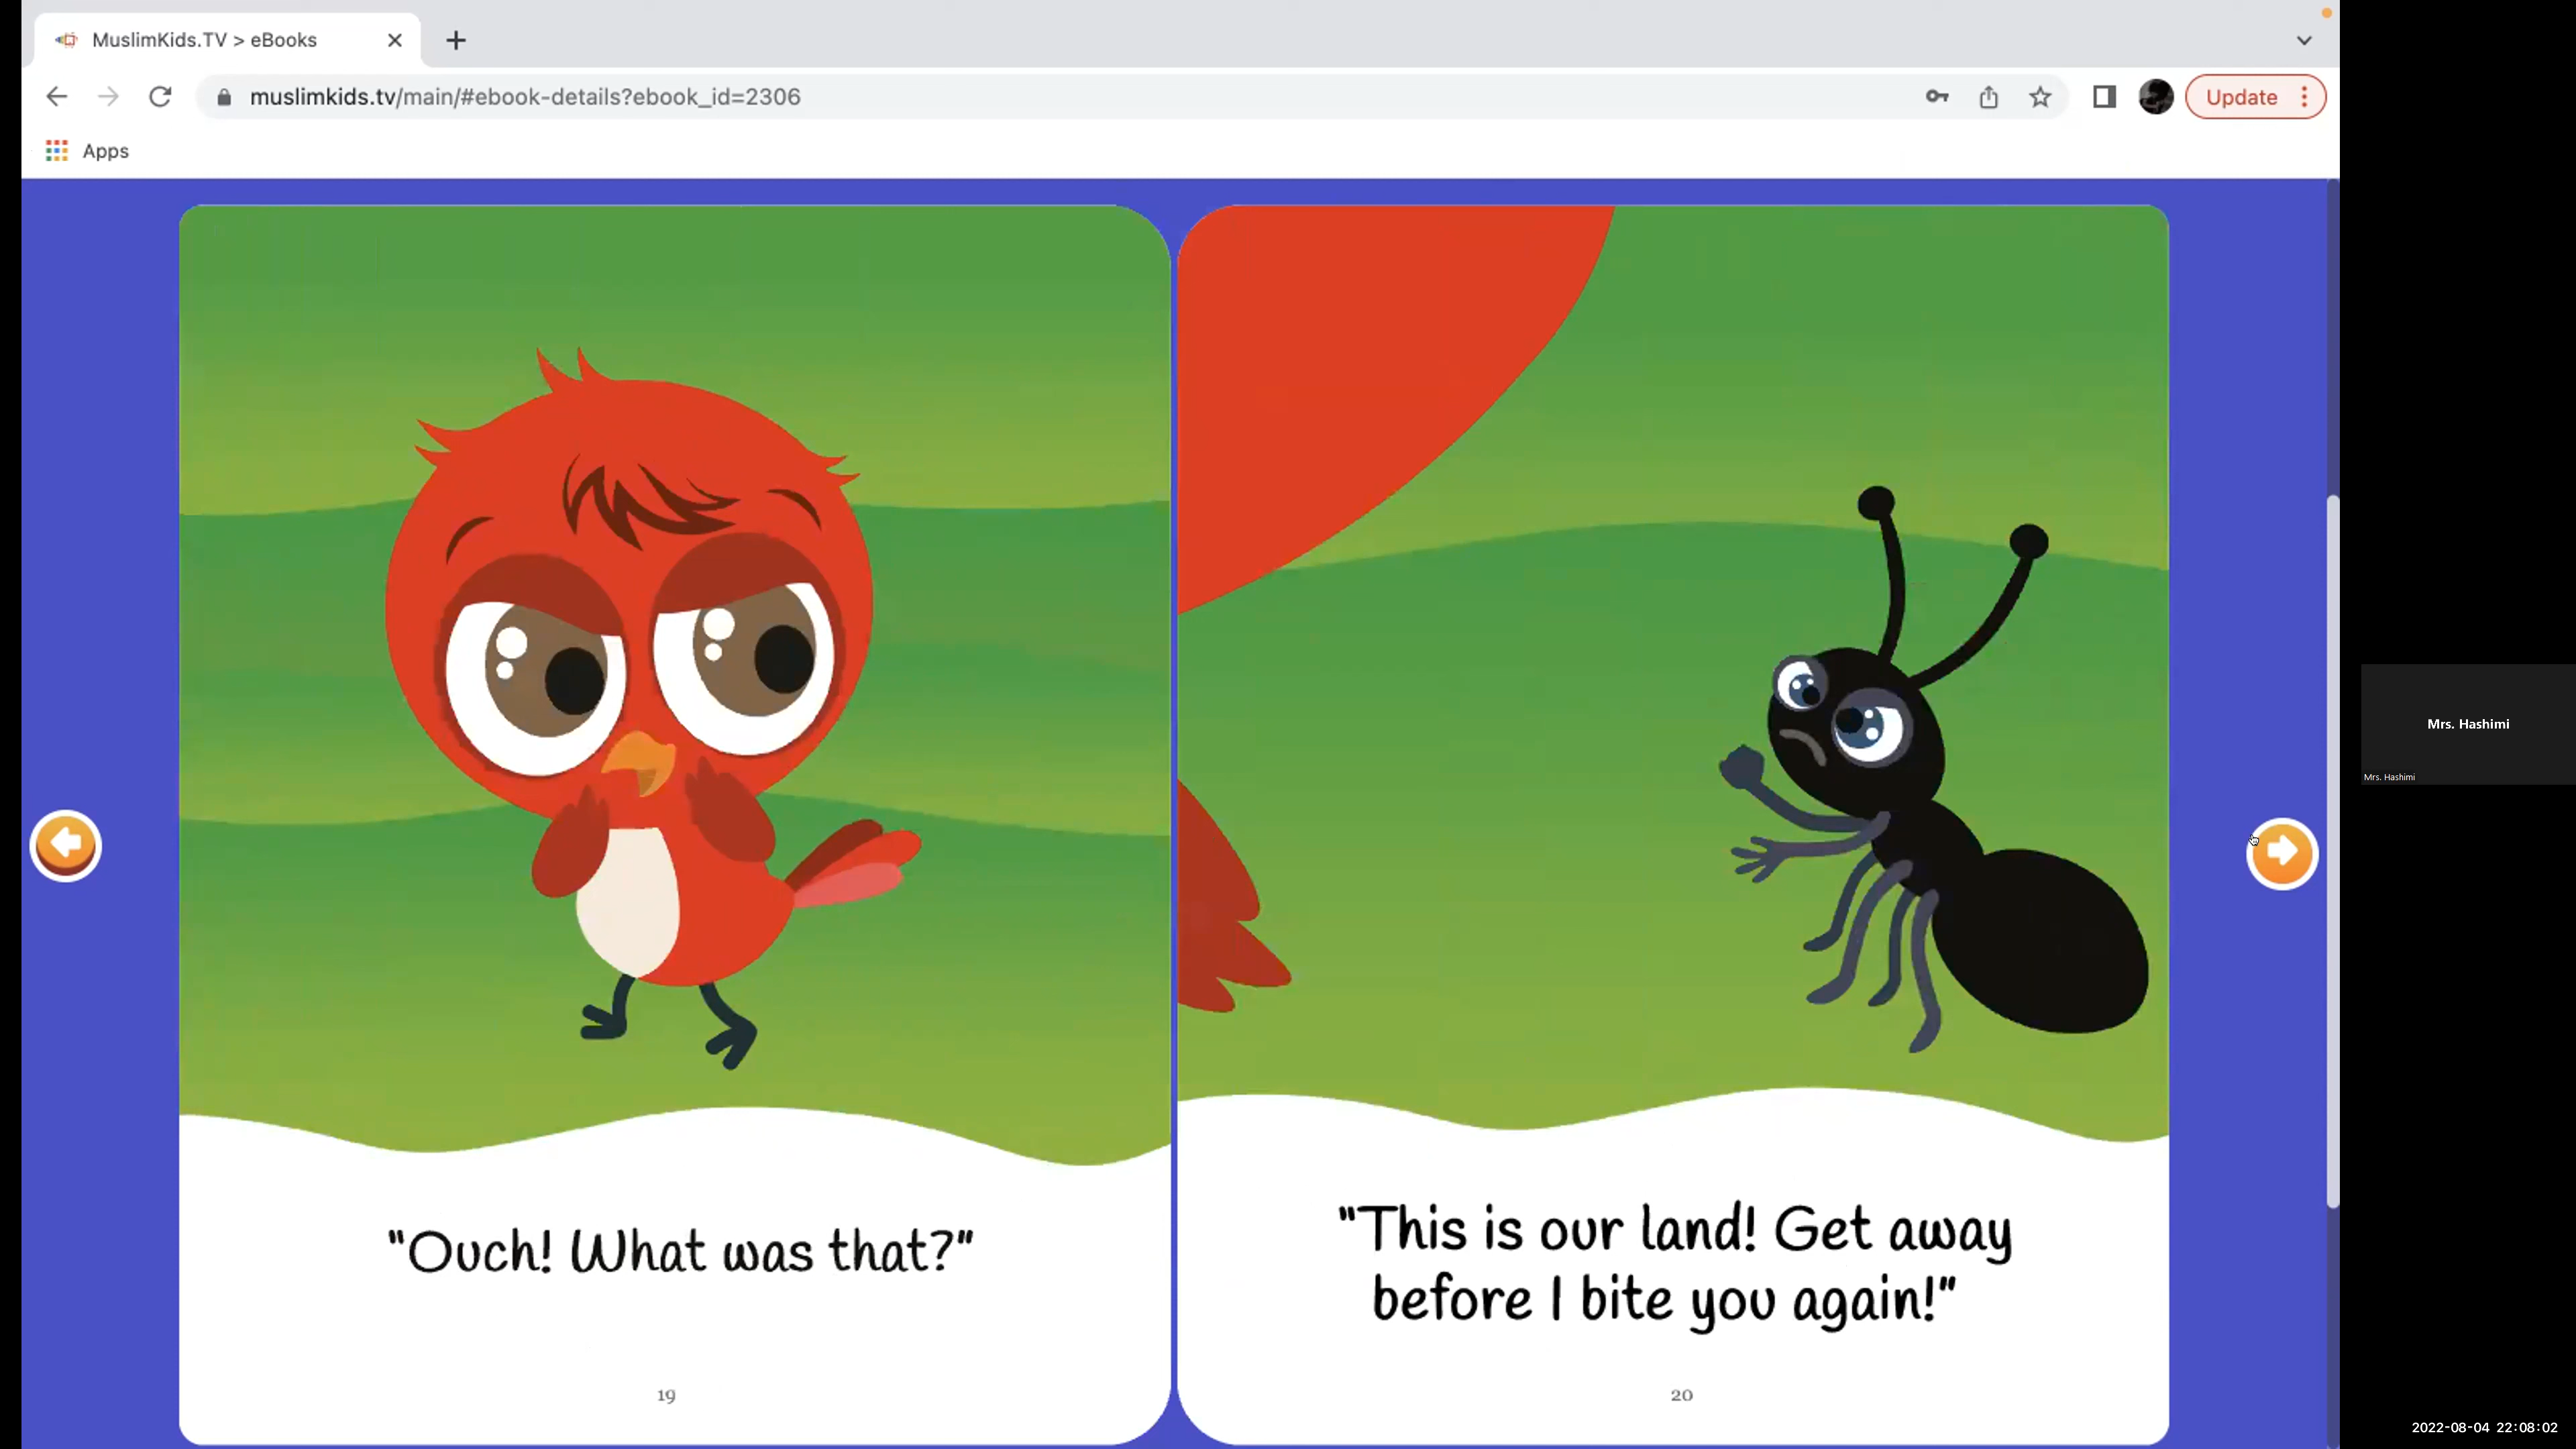 MuslimKids.TV > eBooks
muslimkids.tv/main/#ebook-details?ebook_id=2306
Update
Apps
"Ouch! What was that?"
19
"This is our land! Get away
before I bite you again!"
20
Mrs. Hashimi
Mrs. Hashimi
2022-08-04 22:08:02